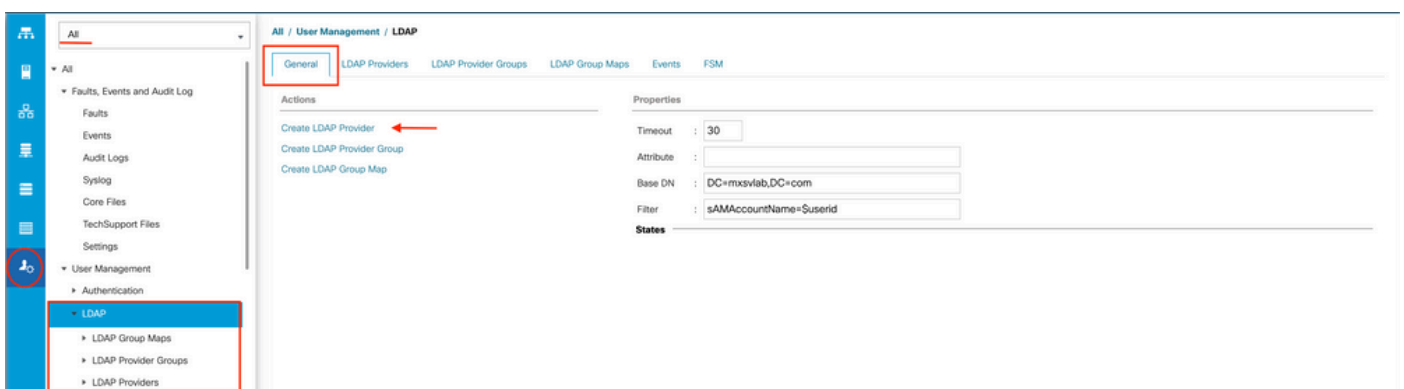 All
All
Faults, Events and Audit Log
Faults
Events
Audit Logs
Syslog
Core Files
TechSupport Files
Settings
User Management
Authentication
LDAP
LDAP Group Maps
LDAP Provider Groups
LDAP Providers
All / User Management / LDAP
General LDAP Providers LDAP Provider Groups LDAP Group Maps Events FSM
Actions
Create LDAP Provider
Create LDAP Provider Group
Create LDAP Group Map
Properties
Timeout : 30
Attribute :
Base DN : DC=mxsvlab,DC=com
Filter : sAMAccountName=$userid
States